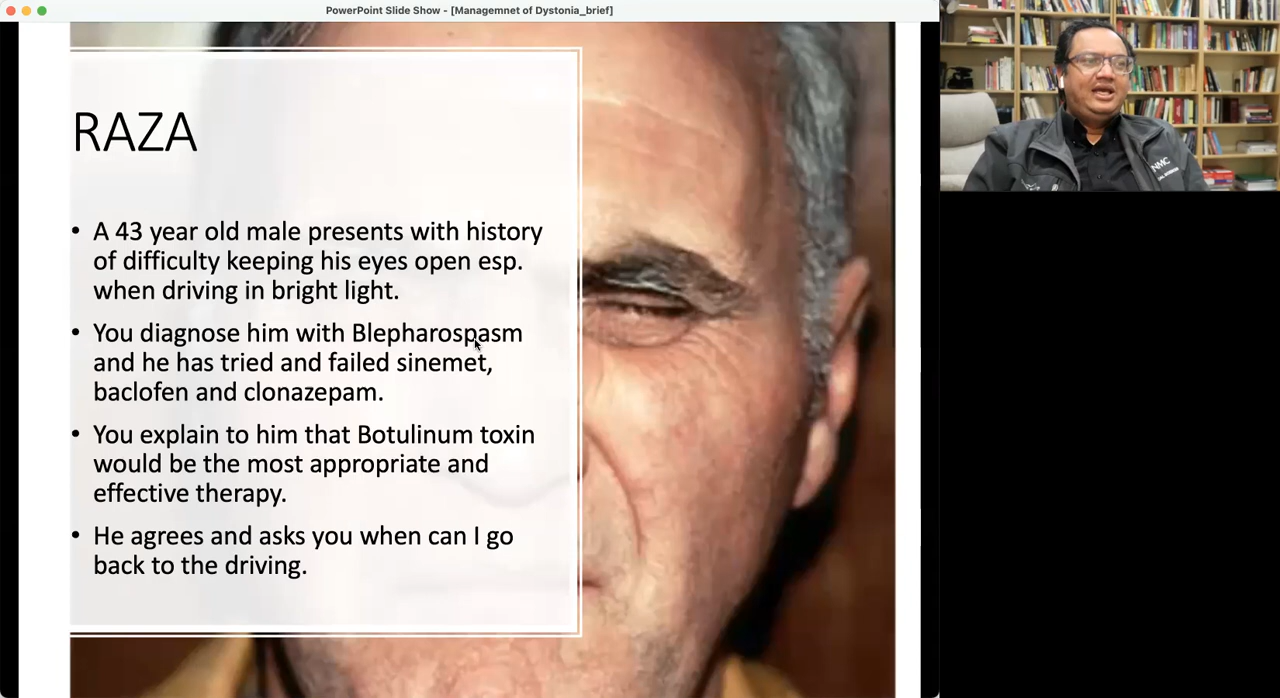 PowerPoint Slide Show - [Managemnet of Dystonia_brief]
RAZA
• A 43 year old male presents with history
of difficulty keeping his eyes open esp.
when driving in bright light.
• You diagnose him with Blepharospasm
and he has tried and failed sinemet,
baclofen and clonazepam.
• You explain to him that Botulinum toxin
would be the most appropriate and
effective therapy.
• He agrees and asks you when can I go
back to the driving.
NMC